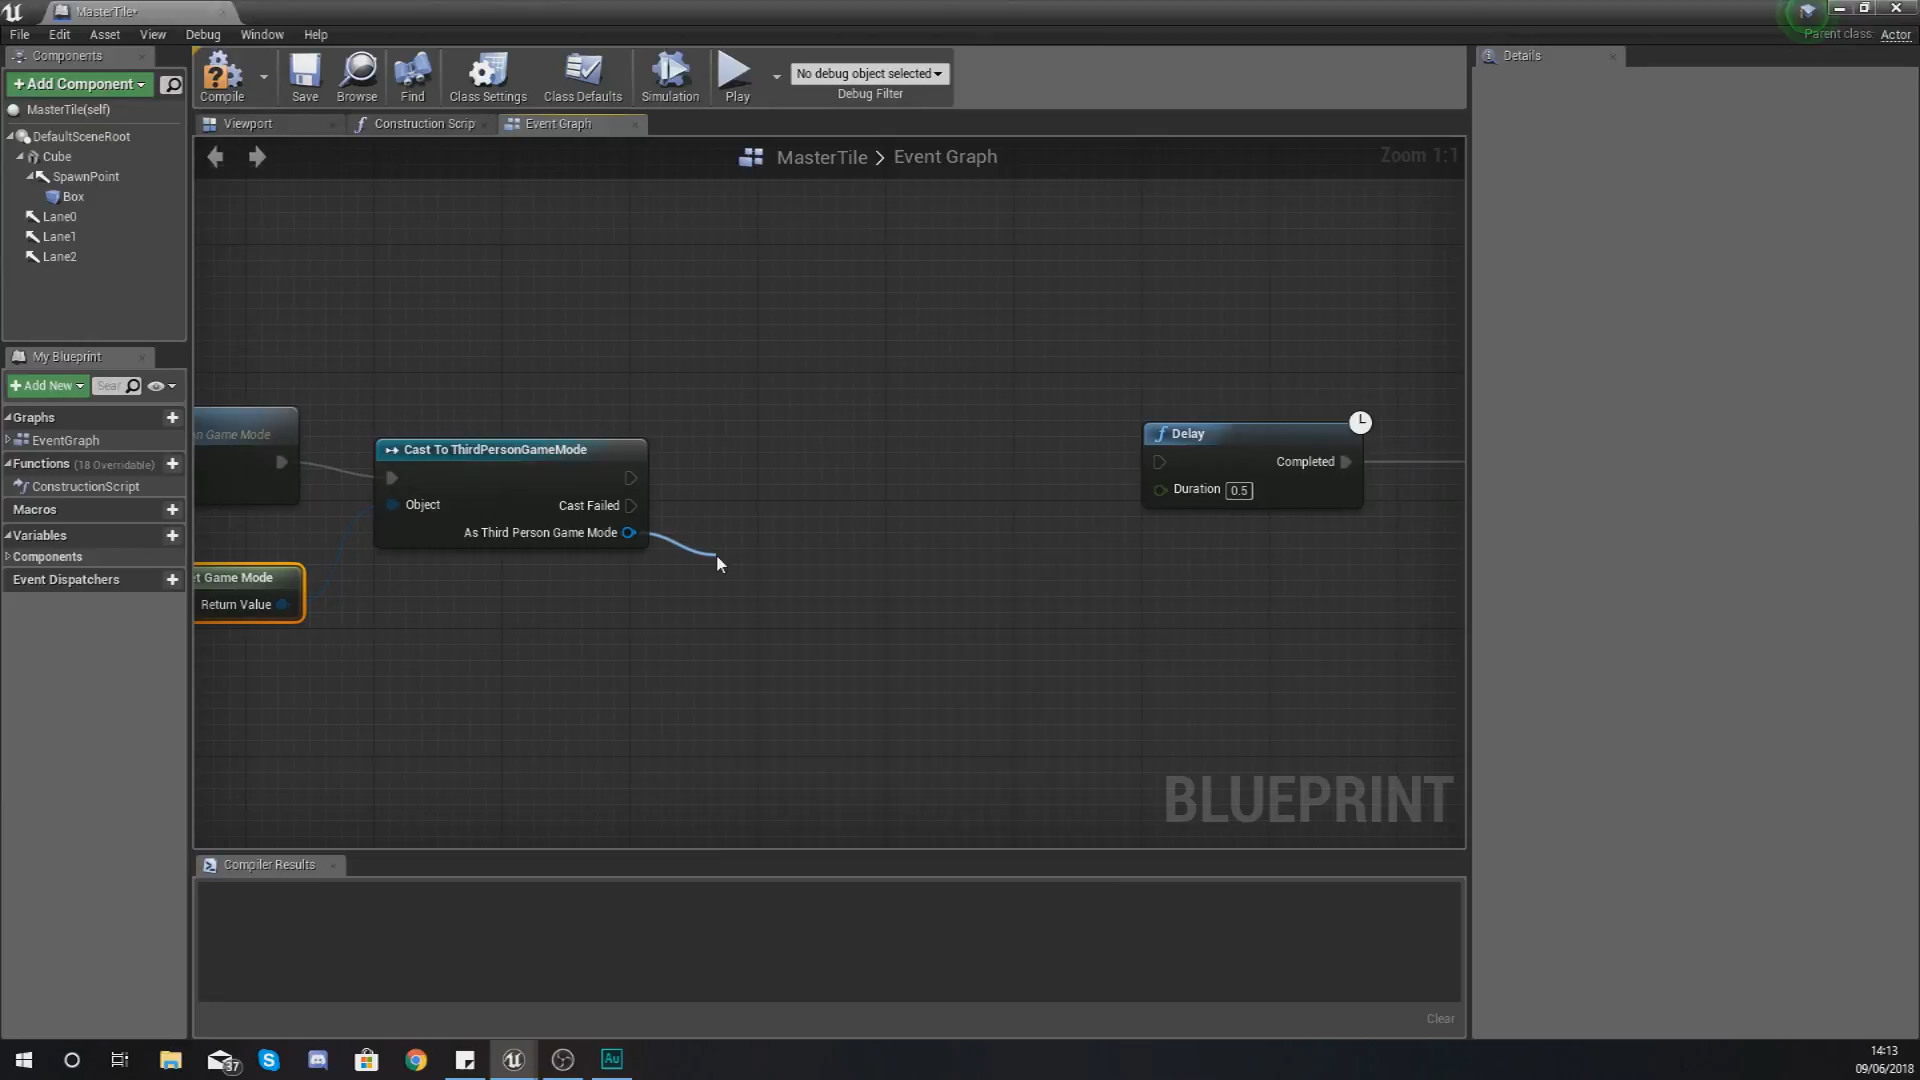 MasterTile*
File Edit Asset View Debug Window Help
Parent class: Actor
Components
+Add Component
MasterTile(self)
DefaultSceneRoot
Cube
SpawnPoint
Box
Lane0
Lane1
Lane2
Compile
Save
Browse
Find
Class Settings
Class Defaults
Simulation
Play
No debug object selected
Debug Filter
Details
Viewport
Construction Scrip
Event Graph
MasterTile > Event Graph
Zoom 1:1
My Blueprint
+Add New
Sear
Graphs
EventGraph
Functions (18 Overridable)
ConstructionScript
Macros
Variables
Components
Event Dispatchers
n Game Mode
Cast To ThirdPersonGameMode
Object
Cast Failed
As Third Person Game Mode
t Game Mode
Return Value
Delay
Completed
Duration 0.5
BLUEPRINT
Compiler Results
Clear
37
Au
14:13
09/06/2018